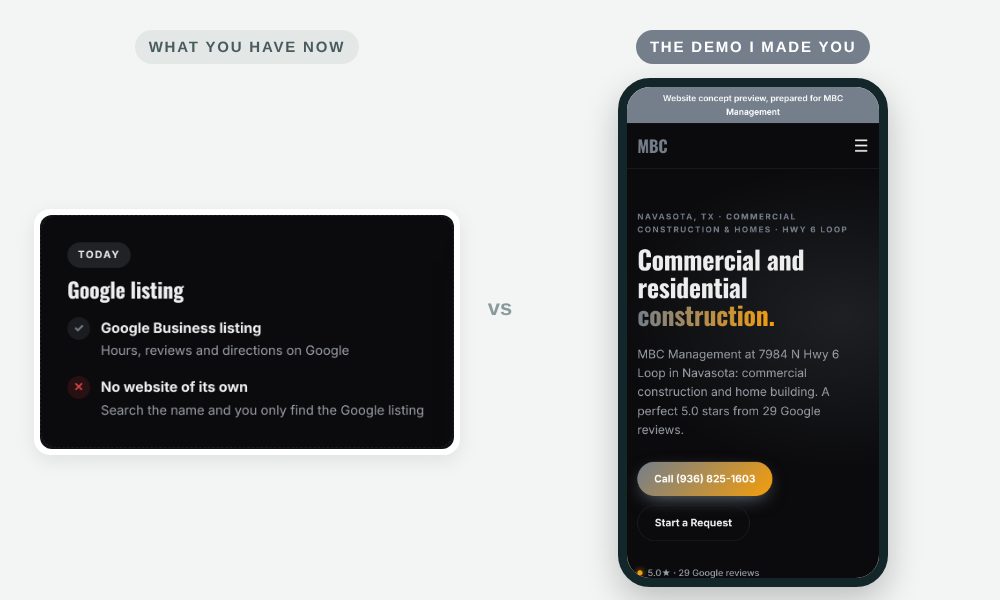 WHAT YOU HAVE NOW
TODAY
Google listing
Google Business listing
Hours, reviews and directions on Google
No website of its own
Search the name and you only find the Google listing
vs
THE DEMO I MADE YOU
Website concept preview, prepared for MBC
Management
MBC
NAVASOTA, TX · COMMERCIAL
CONSTRUCTION & HOMES · HWY 6 LOOP
Commercial and
residential
construction.
MBC Management at 7984 N Hwy 6
Loop in Navasota: commercial
construction and home building. A
perfect 5.0 stars from 29 Google
reviews.
Call (936) 825-1603
Start a Request
5.0★ · 29 Google reviews